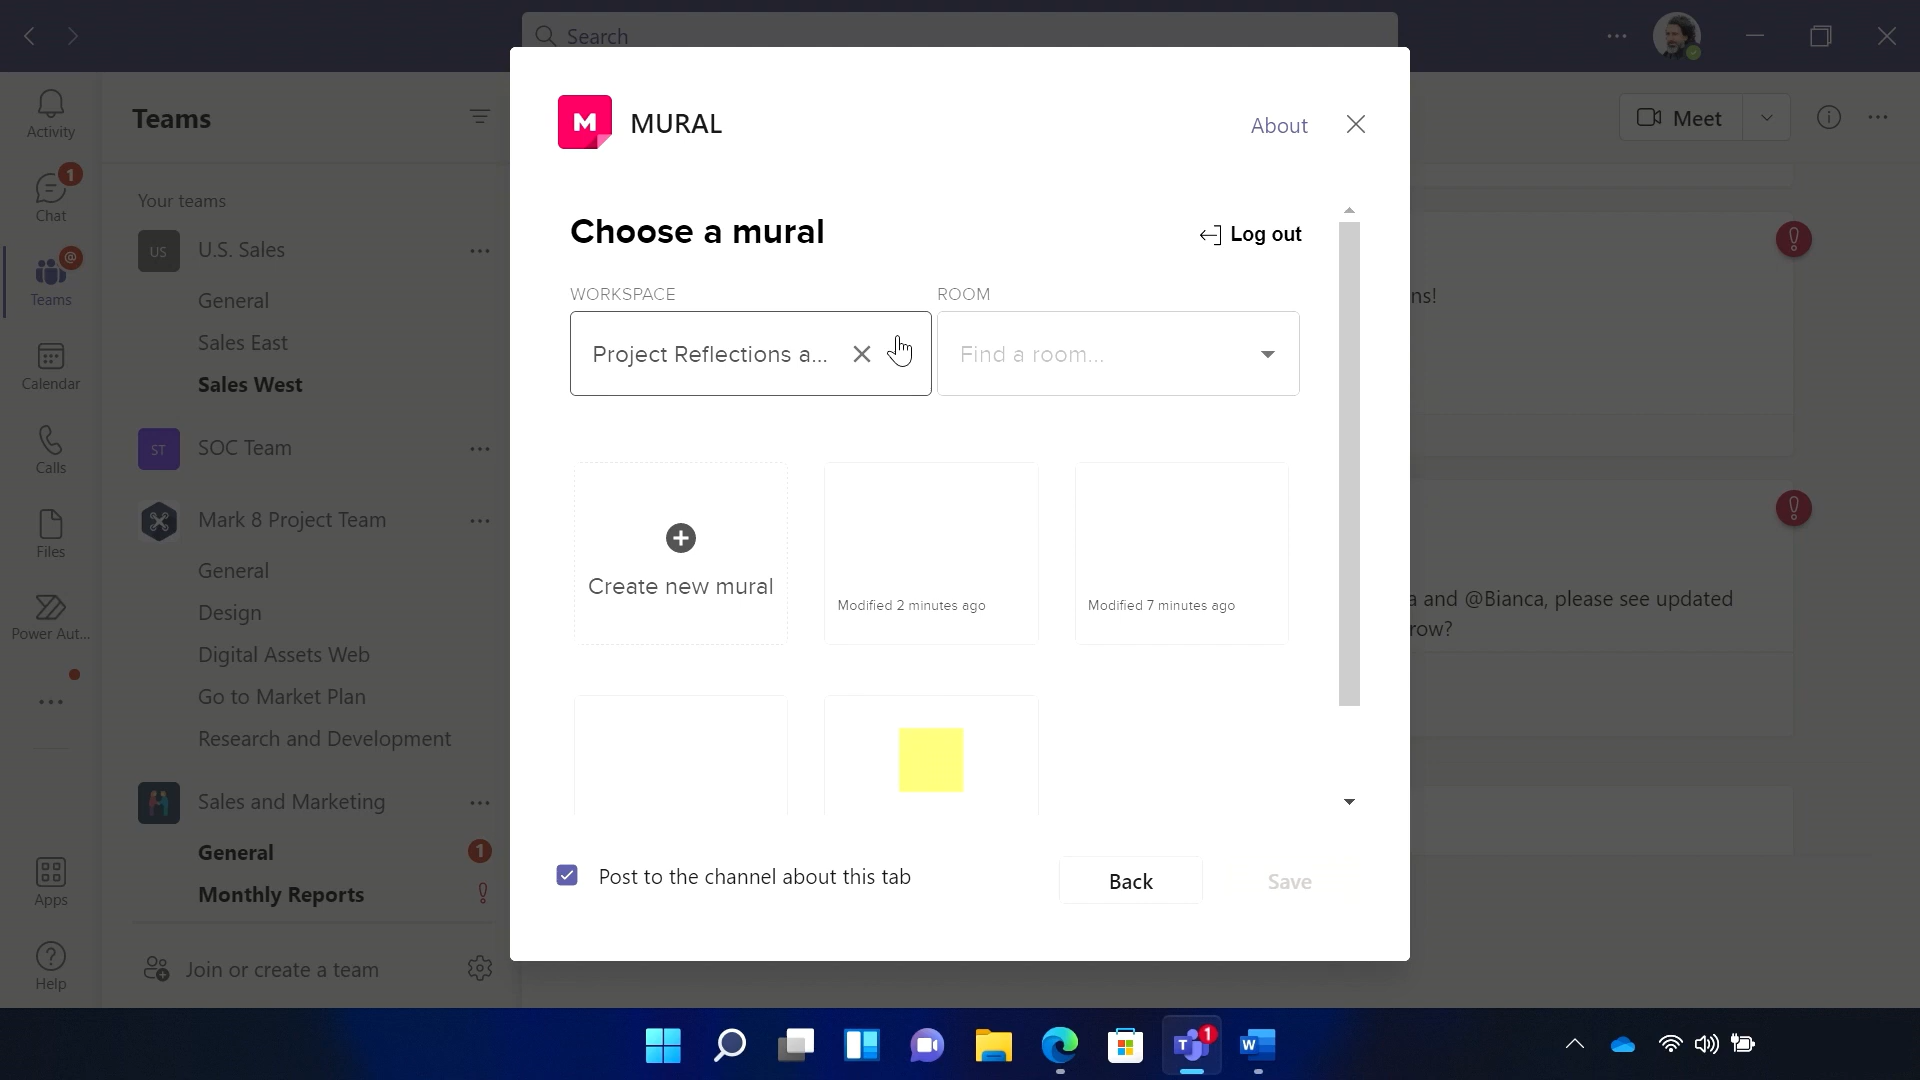 Search
Activity
Chat
1
@
Teams
Calendar
Calls
Files
Power Aut...
Apps
Help
Teams
Your teams
US
U.S. Sales
General
Sales East
Sales West
ST
SOC Team
Mark 8 Project Team
General
Design
Digital Assets Web
Go to Market Plan
Research and Development
Sales and Marketing
General
1
Monthly Reports
Join or create a team
M
MURAL
About
Choose a mural
Log out
WORKSPACE
ROOM
Project Reflections a...
Find a room...
Create new mural
Modified 2 minutes ago
Modified 7 minutes ago
Post to the channel about this tab
Back
Save
Meet
ns!
a and @Bianca, please see updated
row?
T
1
W